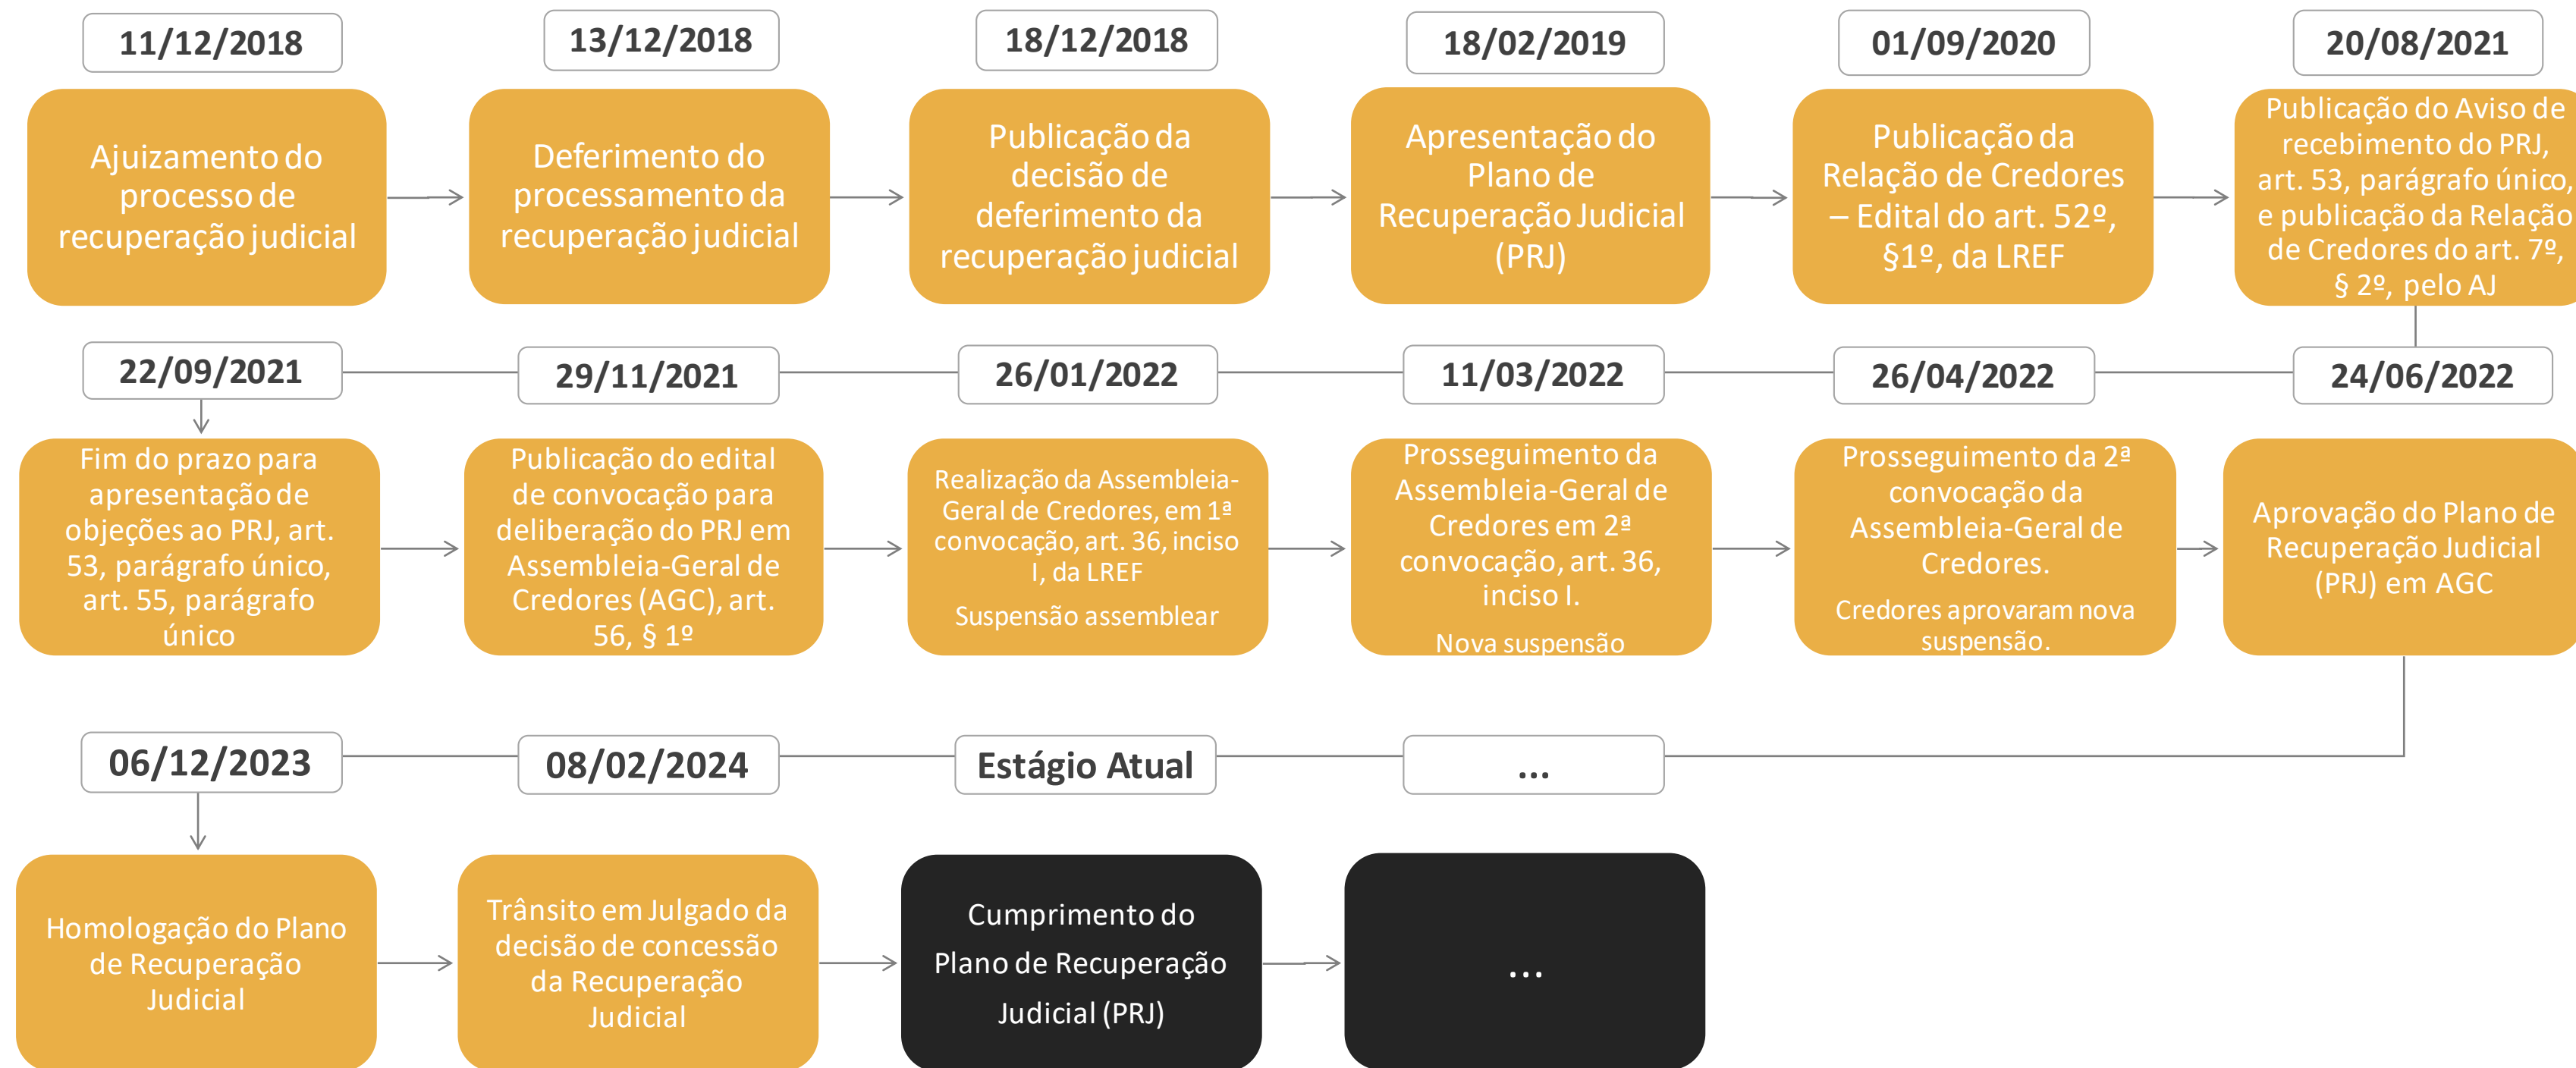 11/12/2018
Ajuizamento do
processo de
recuperação judicial
13/12/2018
Deferimento do
processamento da
recuperação judicial
18/12/2018
Publicação da
decisão de
deferimento da
recuperação judicial
18/02/2019
Apresentação do
Plano de
Recuperação Judicial
(PRJ)
01/09/2020
Publicação da
Relação de Credores
– Edital do art. 52º,
§1º, da LREF
20/08/2021
Publicação do Aviso de
recebimento do PRJ,
art. 53, parágrafo único,
e publicação da Relação
de Credores do art. 7º,
§ 2º, pelo AJ
22/09/2021
Fim do prazo para
apresentação de
objeções ao PRJ, art.
53, parágrafo único,
art. 55, parágrafo
único
29/11/2021
Publicação do edital
de convocação para
deliberação do PRJ em
Assembleia-Geral de
Credores (AGC), art.
56, § 1º
26/01/2022
Realização da Assembleia-
Geral de Credores, em 1ª
convocação, art. 36, inciso
I, da LREF
Suspensão assemblear
11/03/2022
Prosseguimento da
Assembleia-Geral de
Credores em 2ª
convocação, art. 36,
inciso I.
Nova suspensão
26/04/2022
Prosseguimento da 2ª
convocação da
Assembleia-Geral de
Credores.
Credores aprovaram nova
suspensão.
24/06/2022
Aprovação do Plano de
Recuperação Judicial
(PRJ) em AGC
06/12/2023
Homologação do Plano
de Recuperação
Judicial
08/02/2024
Trânsito em Julgado da
decisão de concessão
da Recuperação
Judicial
Estágio Atual
Cumprimento do
Plano de Recuperação
Judicial (PRJ)
...
...